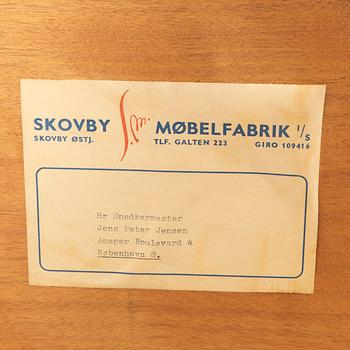 SKOVBY MØBELFABRIK I/S
SKOVBY ØSTJ. TLF. GALTEN 223 GIRO 109416
Hr Snedkermester
Jens Peter Jensen
Amager Boulevard 4
København S.